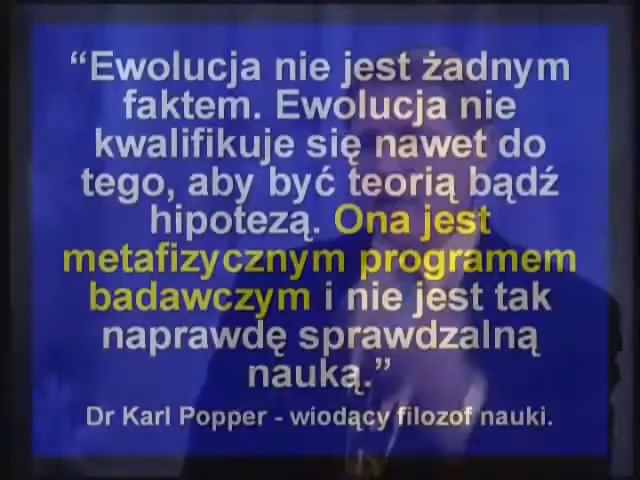 “Ewolucja nie jest żadnym
faktem. Ewolucja nie
kwalifikuje się nawet do
tego, aby być teorią bądź
hipotezą. Ona jest
metafizycznym programem
badawczym i nie jest tak
naprawdę sprawdzalną
nauką.”
Dr Karl Popper - wiodący filozof nauki.